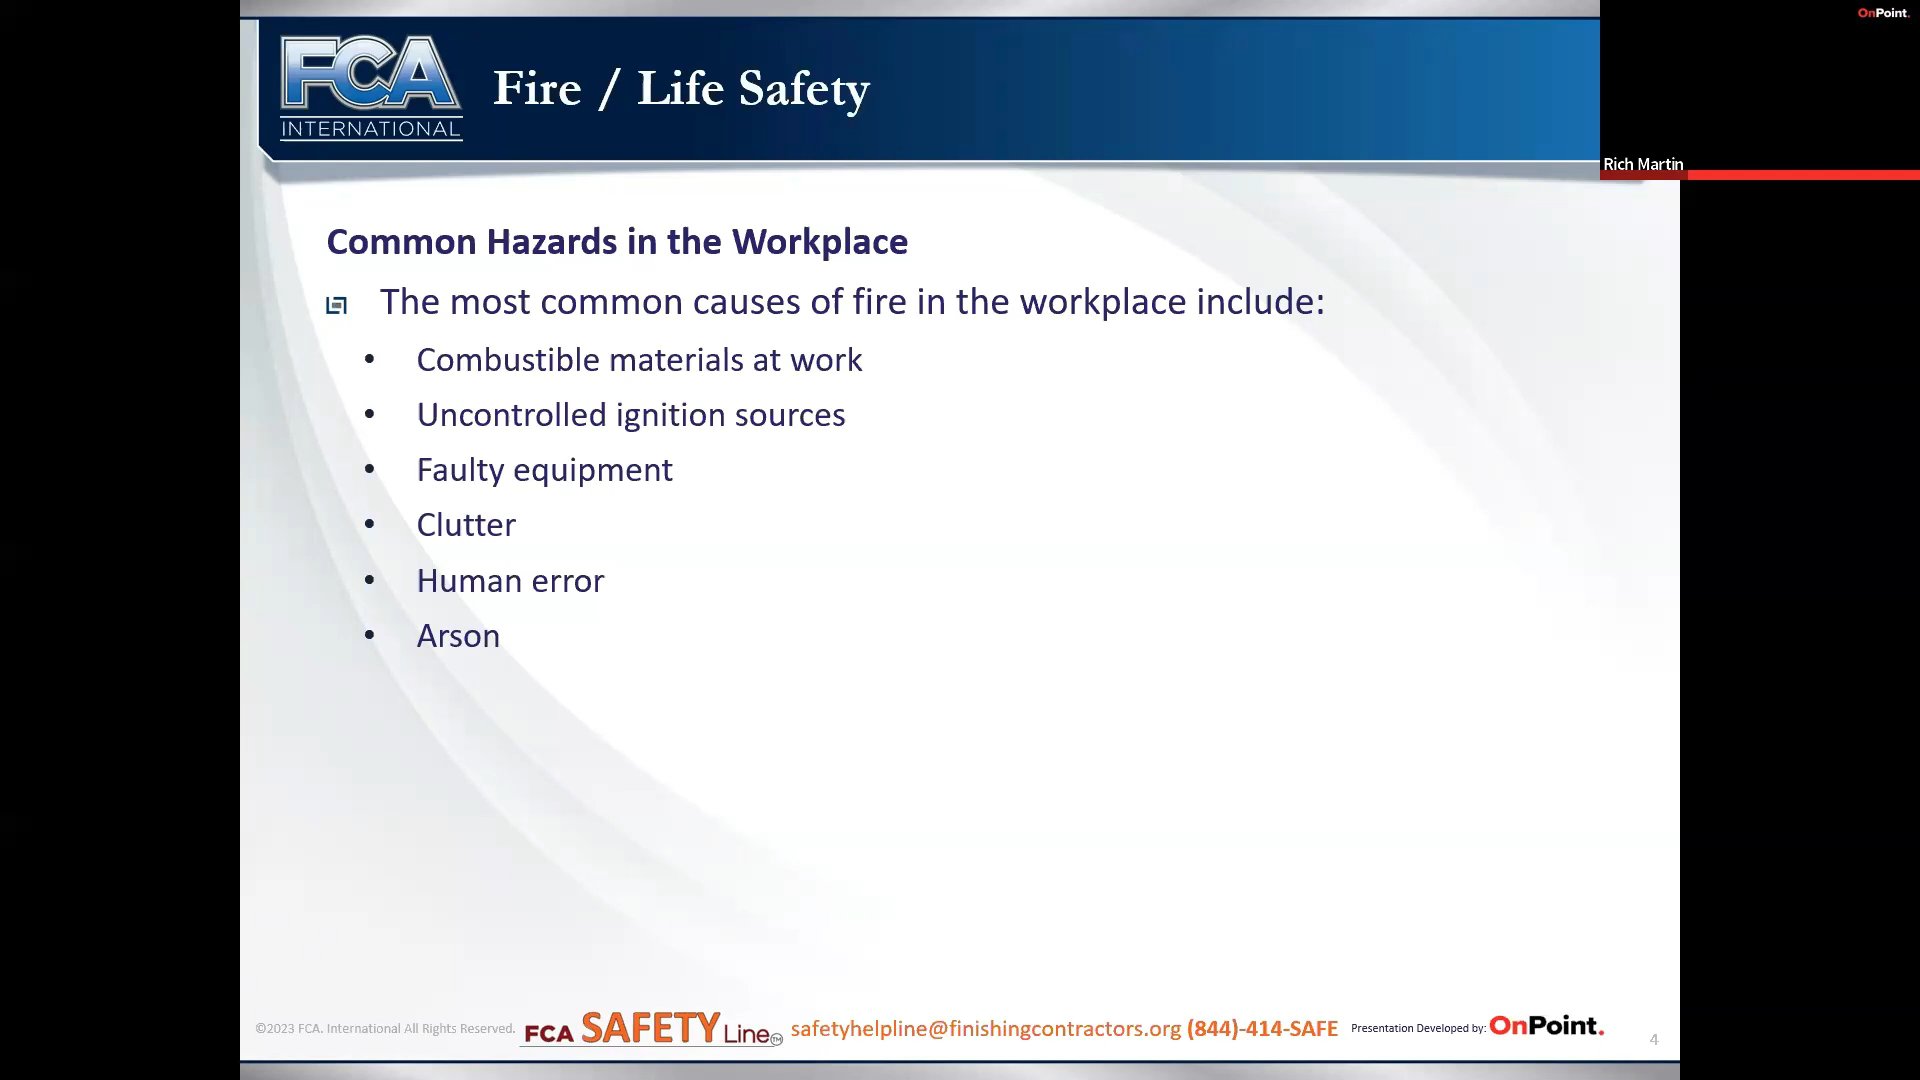 OnPoint.
FCA
INTERNATIONAL
Fire / Life Safety
Rich Martin
Common Hazards in the Workplace
The most common causes of fire in the workplace include:
• Combustible materials at work
• Uncontrolled ignition sources
• Faulty equipment
• Clutter
• Human error
• Arson
©2023 FCA. International All Rights Reserved. FCA SAFETY Line TM safetyhelpline@finishingcontractors.org (844)-414-SAFE Presentation Developed by: OnPoint.
4